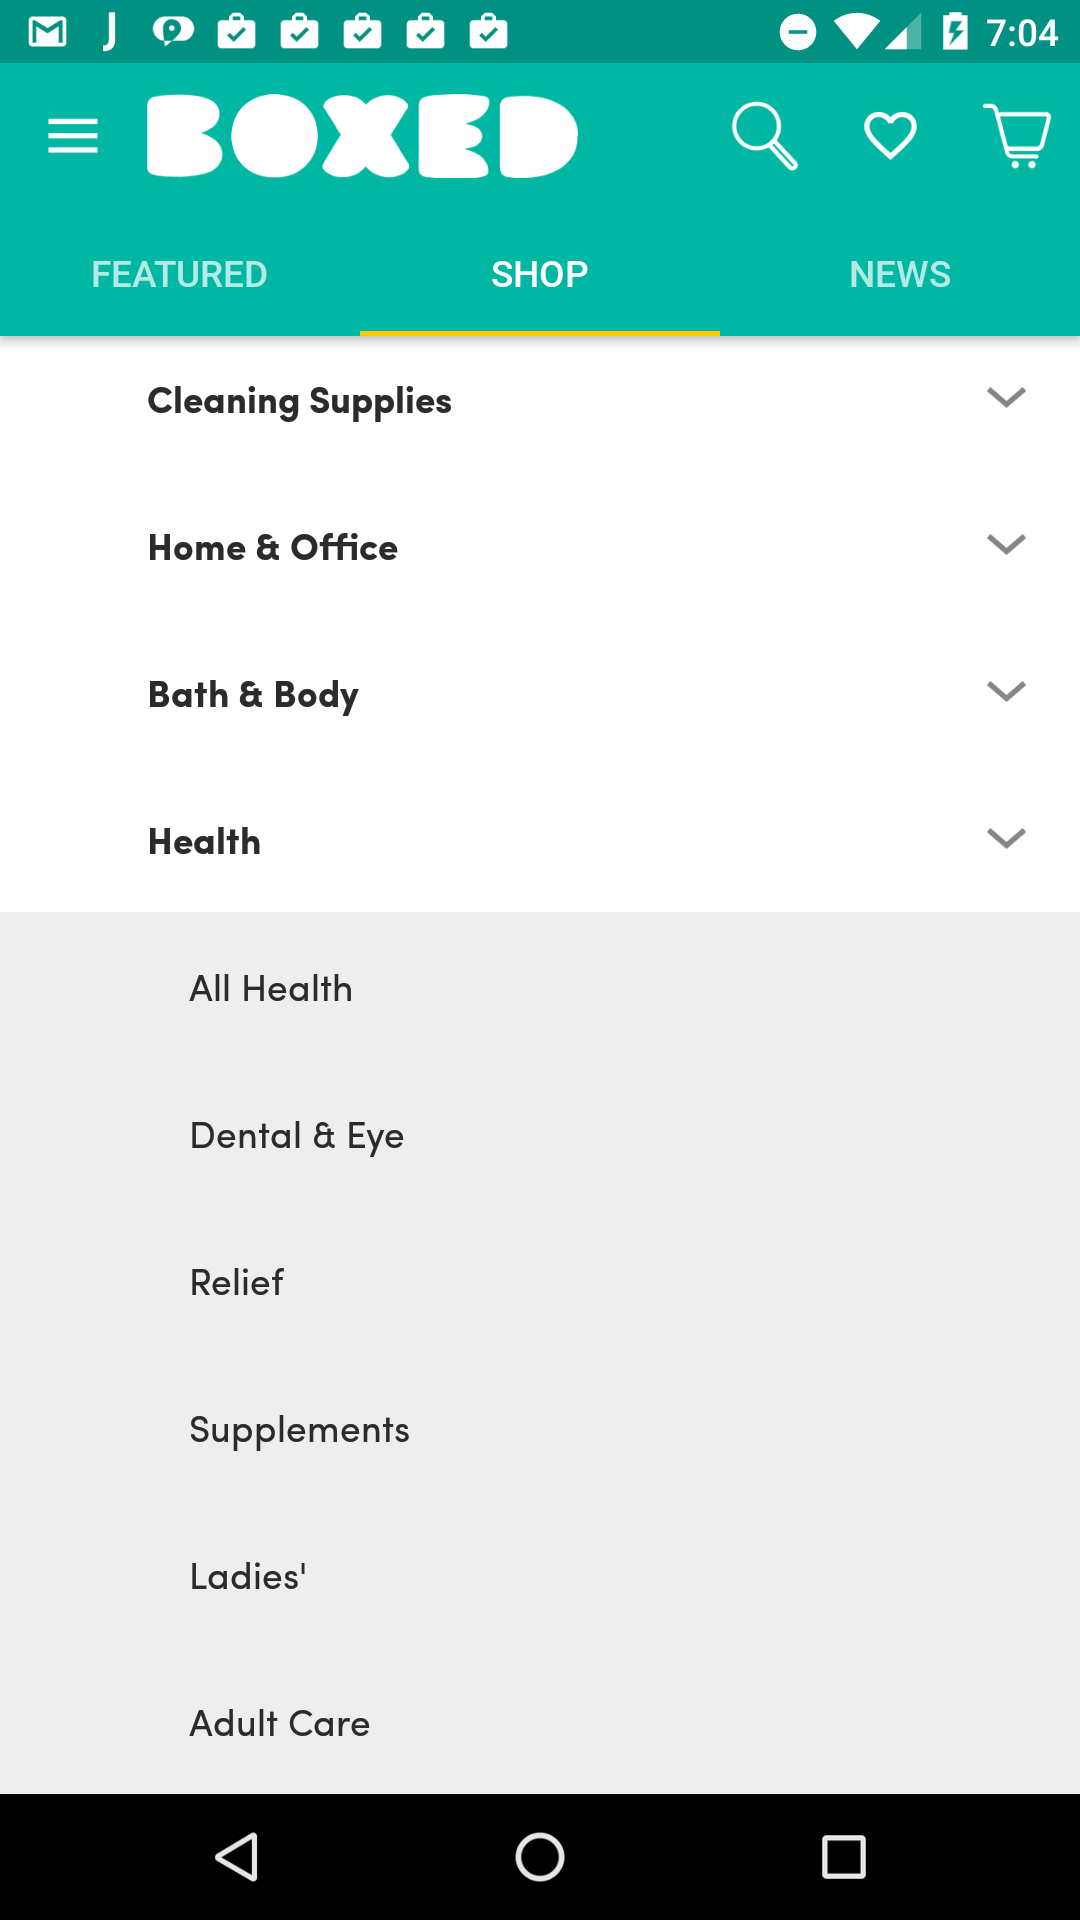 7:04
BOXED
FEATURED
SHOP
NEWS
Cleaning Supplies
Home & Office
Bath & Body
Health
All Health
Dental & Eye
Relief
Supplements
Ladies'
Adult Care